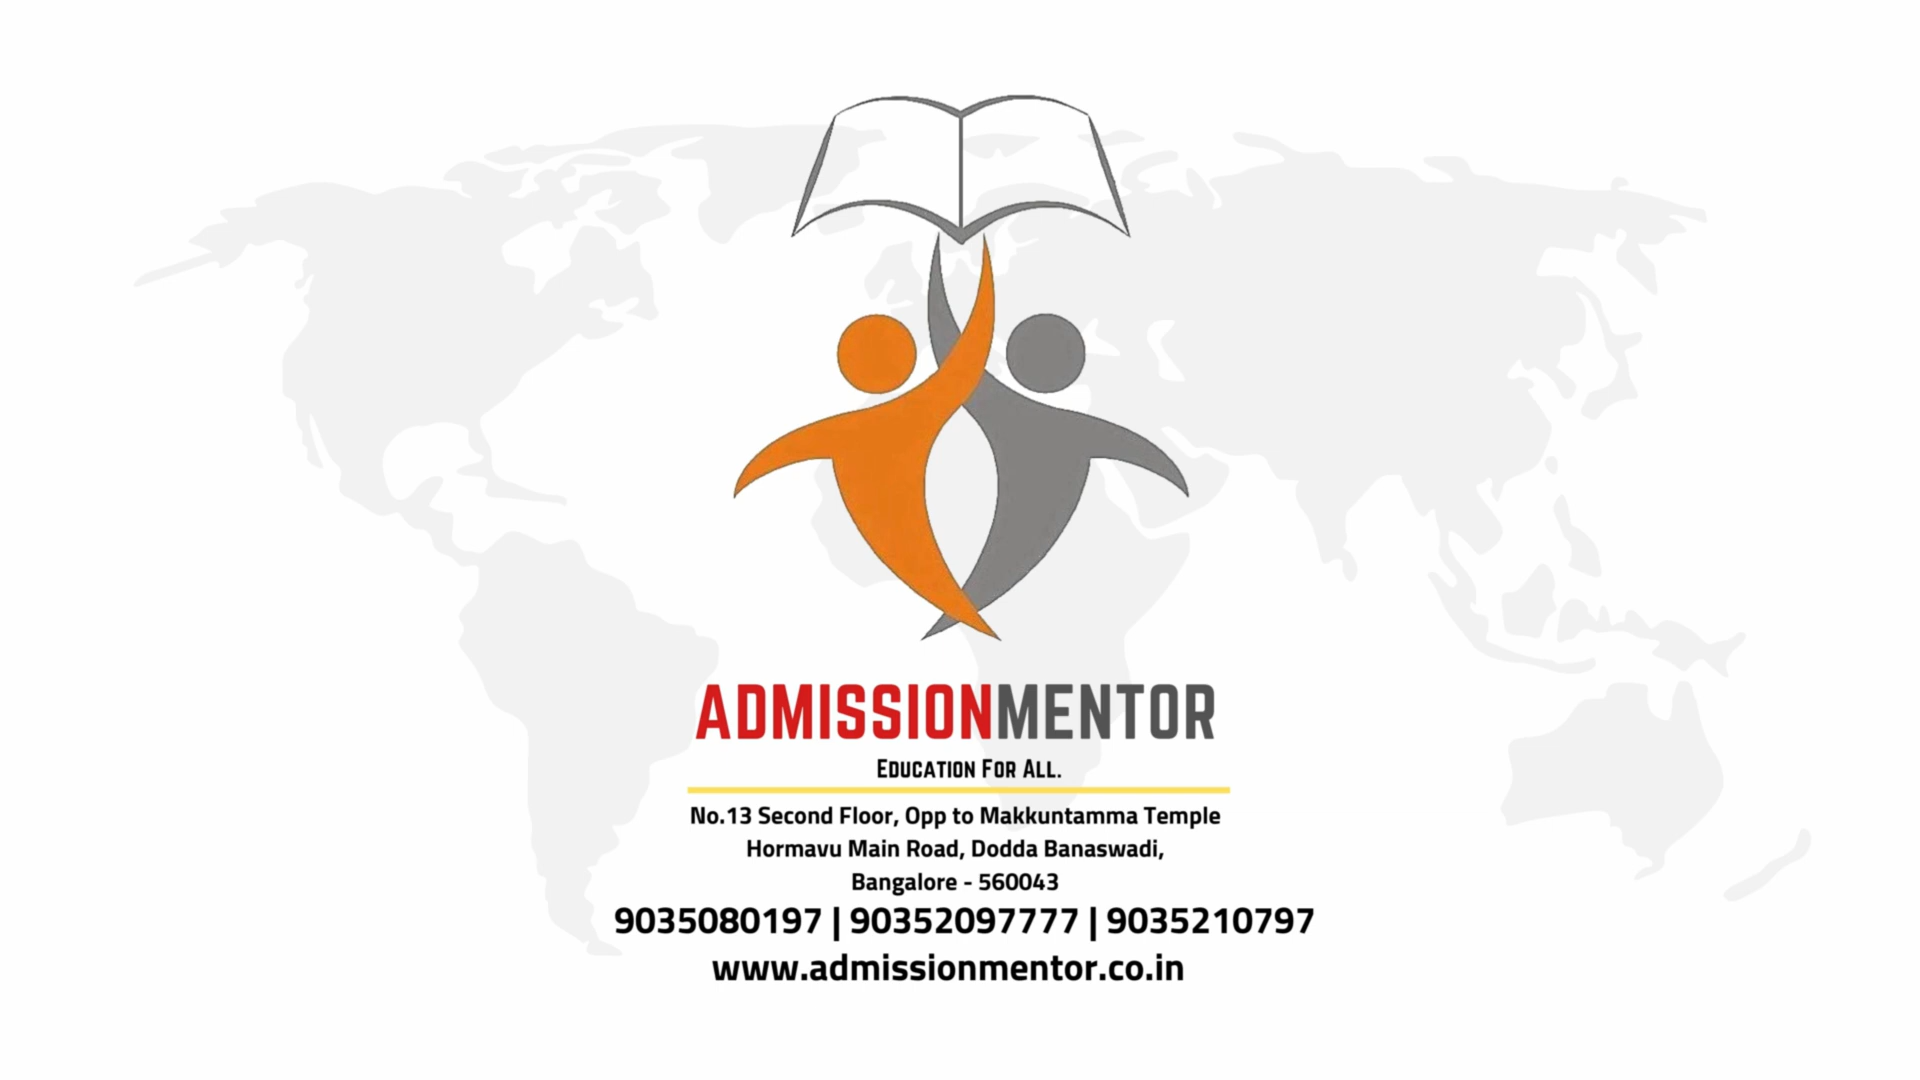 ADMISSIONMENTOR
EDUCATION FOR ALL.
No.13 Second Floor, Opp to Makkuntamma Temple
Hormavu Main Road, Dodda Banaswadi,
Bangalore - 560043
9035080197 | 90352097777 | 9035210797
www.admissionmentor.co.in